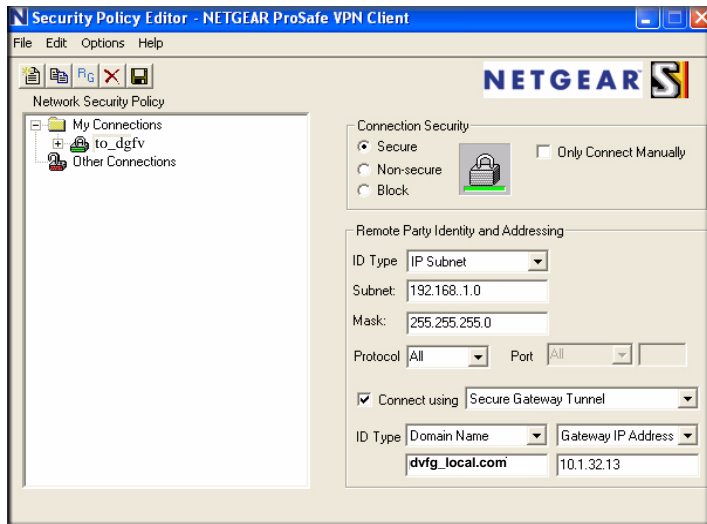 N Security Policy Editor - NETGEAR ProSafe VPN Client
File Edit Options Help
RG
NETGEAR
Network Security Policy
My Connections
to_dgfv
Other Connections
Connection Security
Secure
Non-secure
Block
Only Connect Manually
Remote Party Identity and Addressing
ID Type IP Subnet
Subnet: 192.168..1.0
Mask: 255.255.255.0
Protocol All Port All
Connect using Secure Gateway Tunnel
ID Type Domain Name Gateway IP Address
dvfg_local.com 10.1.32.13